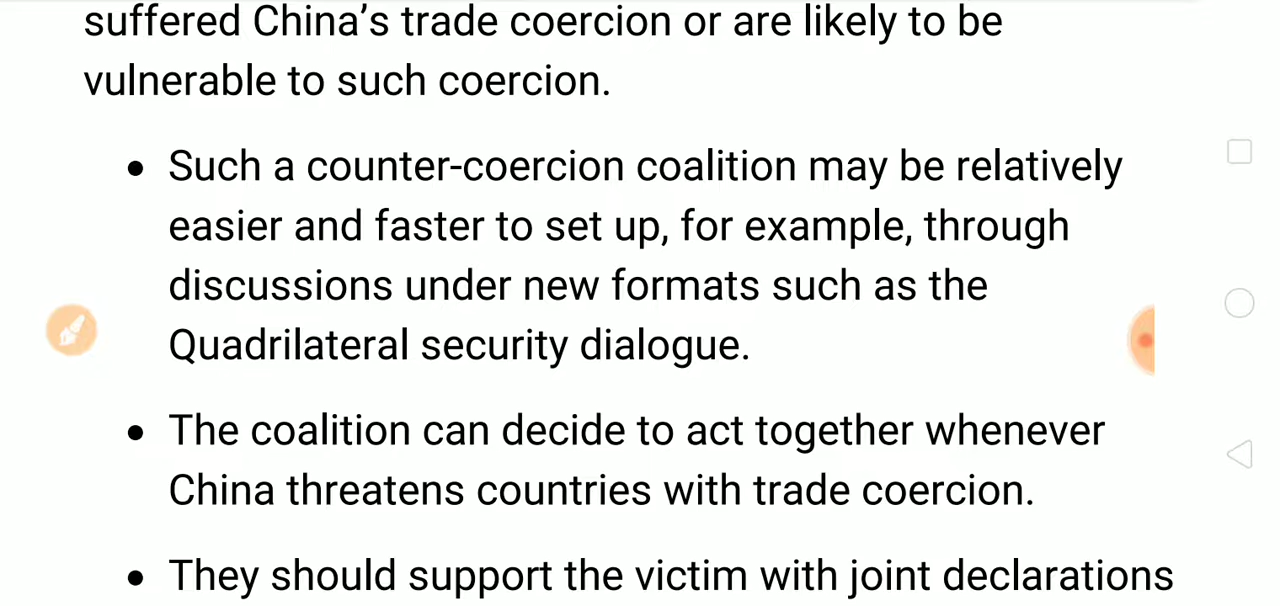 suffered China’s trade coercion or are likely to be
vulnerable to such coercion.
• Such a counter-coercion coalition may be relatively
easier and faster to set up, for example, through
discussions under new formats such as the
Quadrilateral security dialogue.
• The coalition can decide to act together whenever
China threatens countries with trade coercion.
• They should support the victim with joint declarations